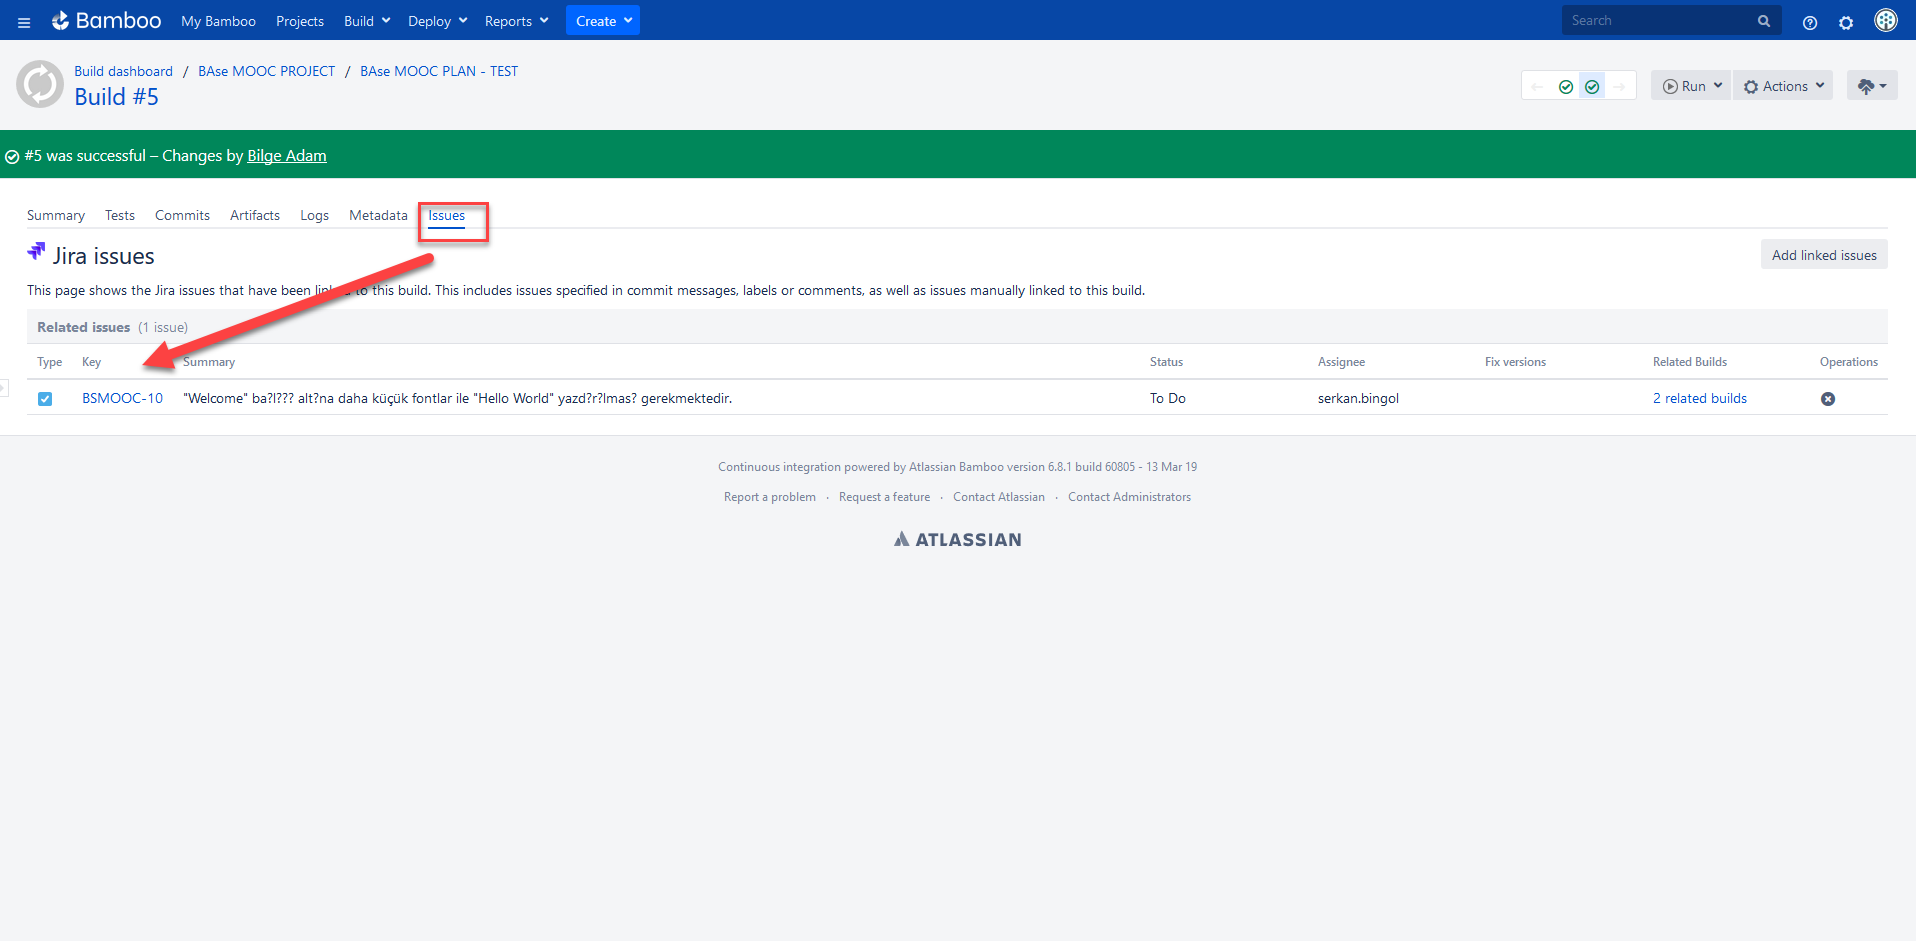 Bamboo My Bamboo Projects Build Deploy Reports Create Search
Build dashboard / BAse MOOC PROJECT / BAse MOOC PLAN - TEST
Build #5
Run Actions
#5 was successful – Changes by Bilge Adam
Summary Tests Commits Artifacts Logs Metadata Issues
Jira issues
Add linked issues
This page shows the Jira issues that have been linked to this build. This includes issues specified in commit messages, labels or comments, as well as issues manually linked to this build.
Related issues (1 issue)
Type Key Summary Status Assignee Fix versions Related Builds Operations
BSMOOC-10 "Welcome" ba?l??? alt?na daha küçük fontlar ile "Hello World" yazd?r?lmas? gerekmektedir. To Do serkan.bingol 2 related builds
Continuous integration powered by Atlassian Bamboo version 6.8.1 build 60805 - 13 Mar 19
Report a problem · Request a feature · Contact Atlassian · Contact Administrators
ATLASSIAN